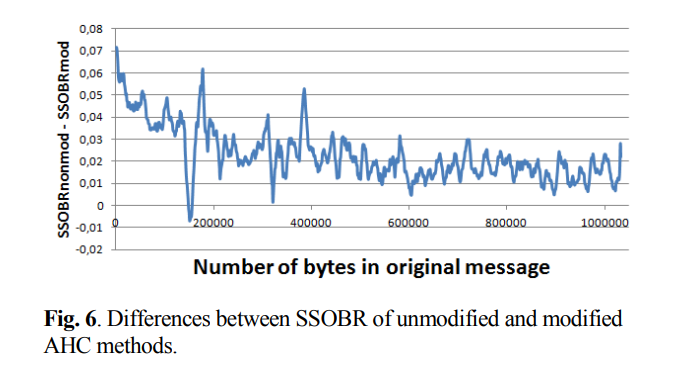 0,08
0,07
0,06
0,05
0,04
0,03
0,02
0,01
0
-0,01
-0,02
SSOBRnonmod - SSOBRmod
0 200000 400000 600000 800000 1000000
Number of bytes in original message
Fig. 6. Differences between SSOBR of unmodified and modified
AHC methods.